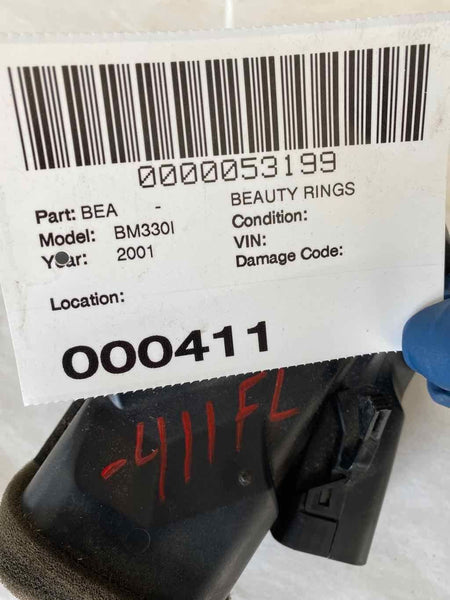 0000053199
Part: BEA - BEAUTY RINGS
Model: BM330I Condition:
Year: 2001 VIN:
Damage Code:
Location:
000411
-411FL